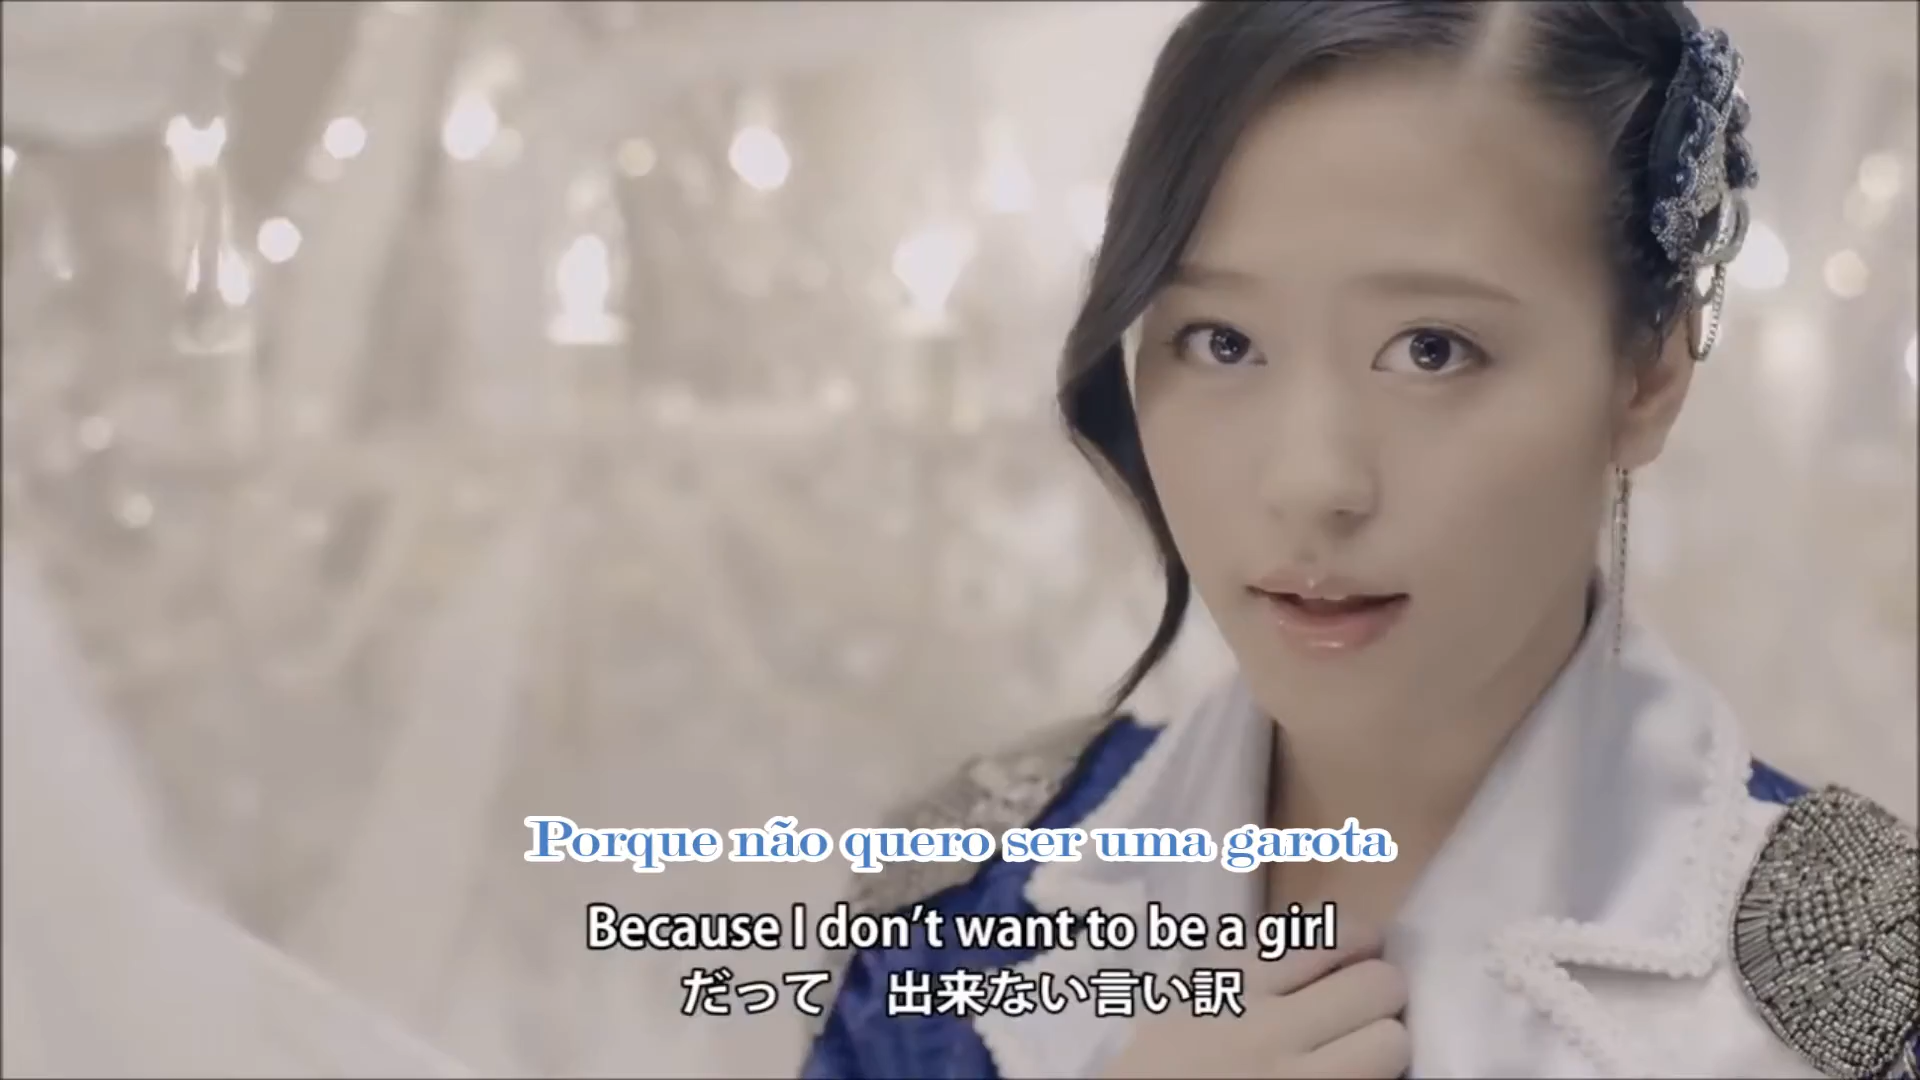 Porque não quero ser uma garota
Because I don't want to be a girl
だって　出来ない言い訳